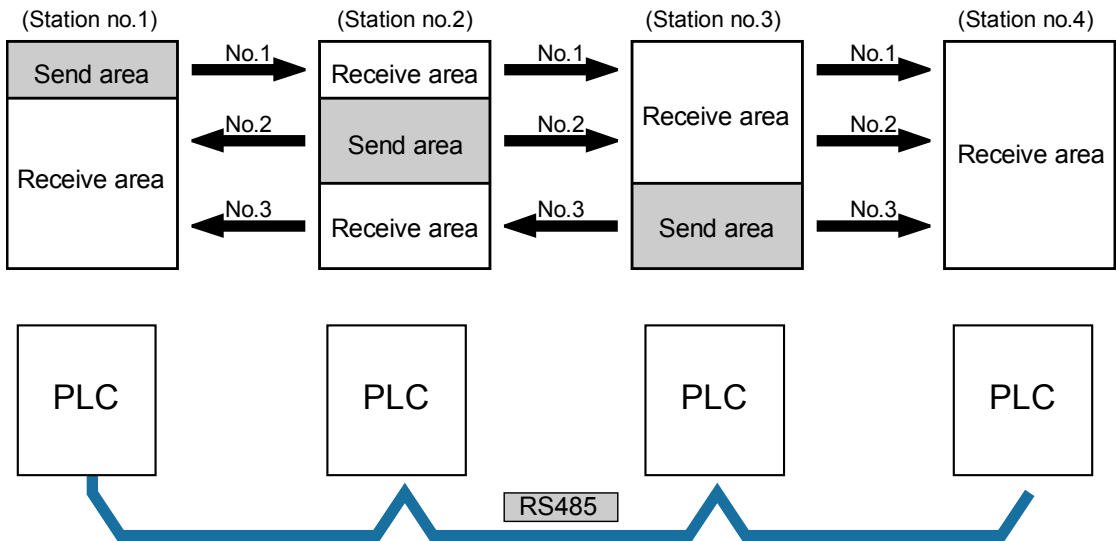 (Station no.1)
(Station no.2)
(Station no.3)
(Station no.4)
Send area
No.1
Receive area
No.1
Receive area
No.1
Receive area
Receive area
No.2
Send area
No.2
No.2
No.3
Receive area
No.3
Send area
No.3
PLC
PLC
PLC
PLC
RS485